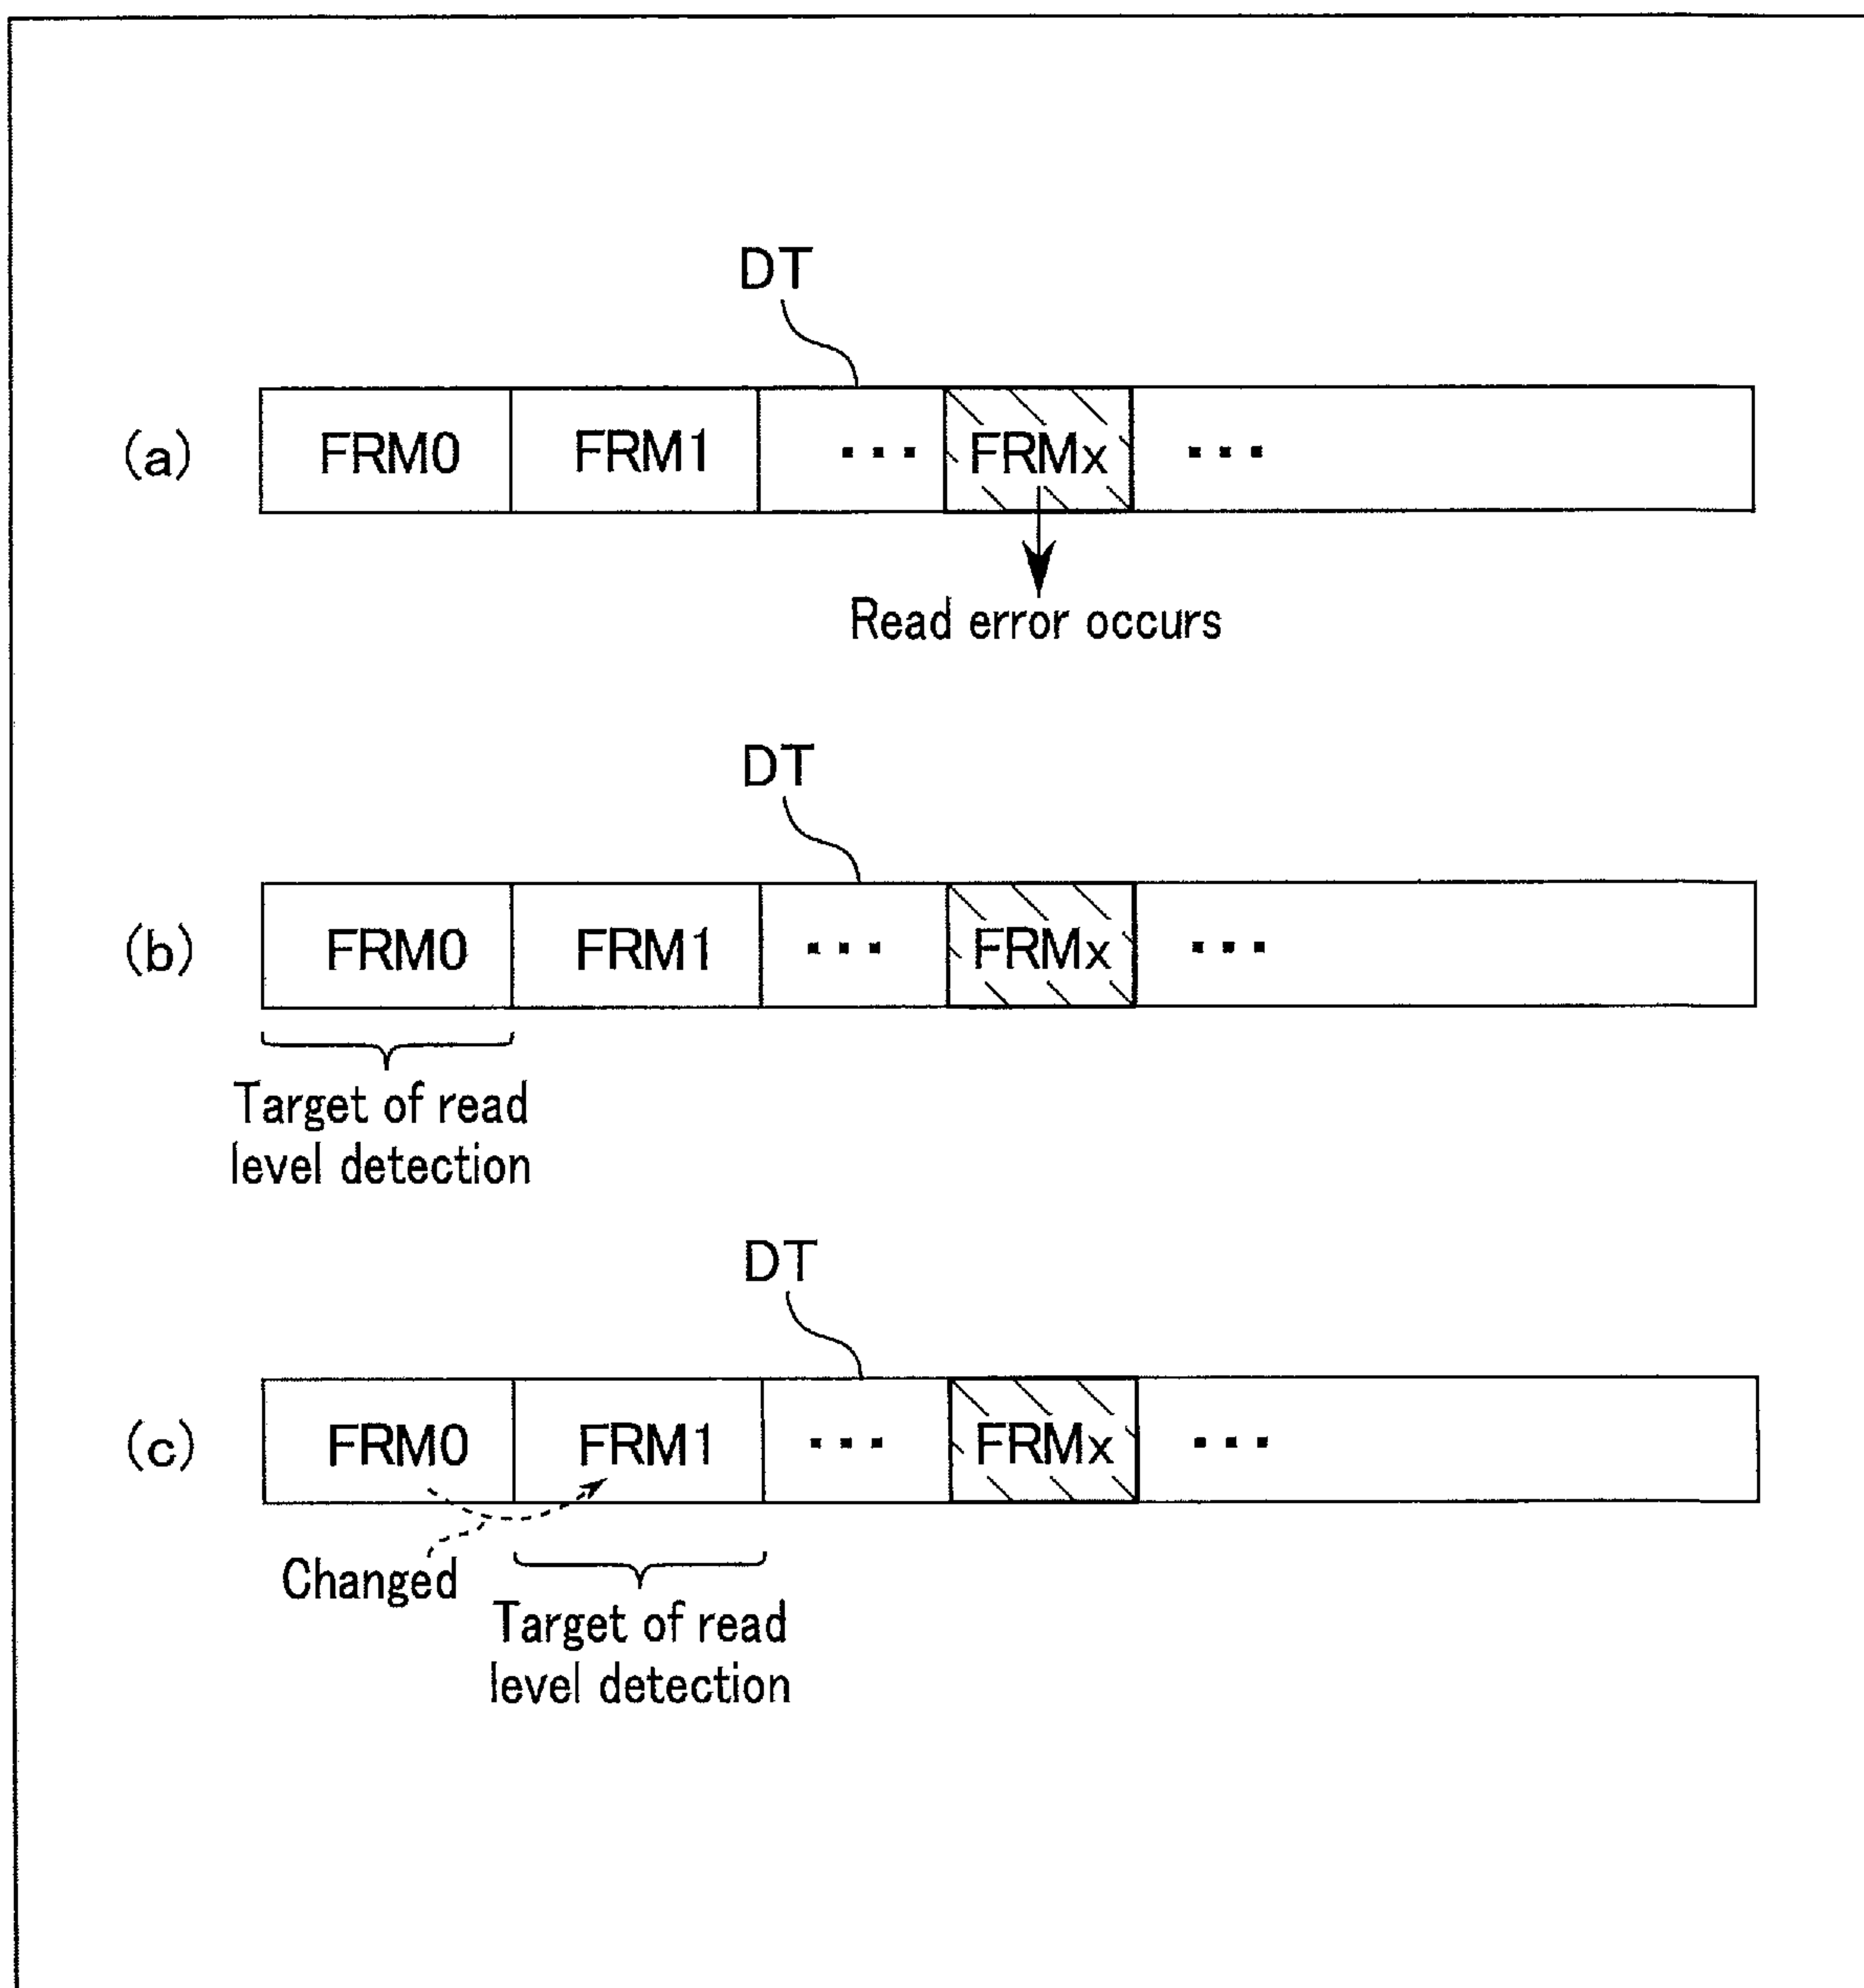 DT
(a) FRM0 FRM1 ... FRMx ...
Read error occurs
DT
(b) FRM0 FRM1 ... FRMx ...
Target of read
level detection
DT
(c) FRM0 FRM1 ... FRMx ...
Changed
Target of read
level detection